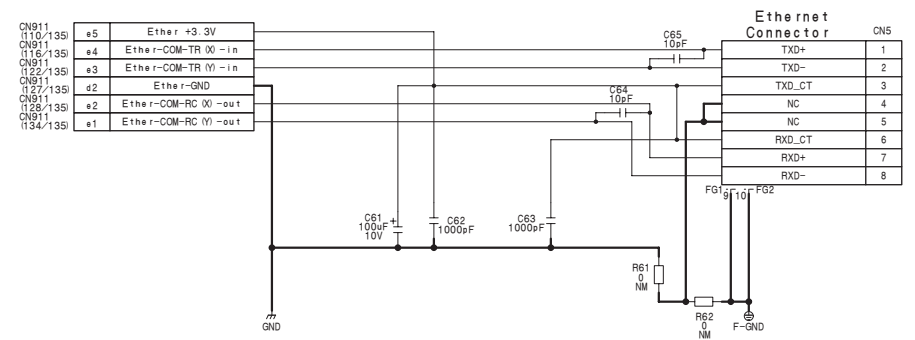 Ethernet
Connector
CN5
CN911
(110/135) e5 Ether +3.3V
CN911
(116/135) e4 Ether-COM-TR (X) -in
CN911
(122/135) e3 Ether-COM-TR (Y) -in
CN911
(127/135) d2 Ether-GND
CN911
(128/135) e2 Ether-COM-RC (X) -out
CN911
(134/135) e1 Ether-COM-RC (Y) -out
C65
10pF
C64
10pF
TXD+ 1
TXD- 2
TXD_CT 3
NC 4
NC 5
RXD_CT 6
RXD+ 7
RXD- 8
FG1 9 10 FG2
C61
100uF
10V
+
C62
1000pF
C63
1000pF
R61
0
NM
R62
0
NM
GND
F-GND